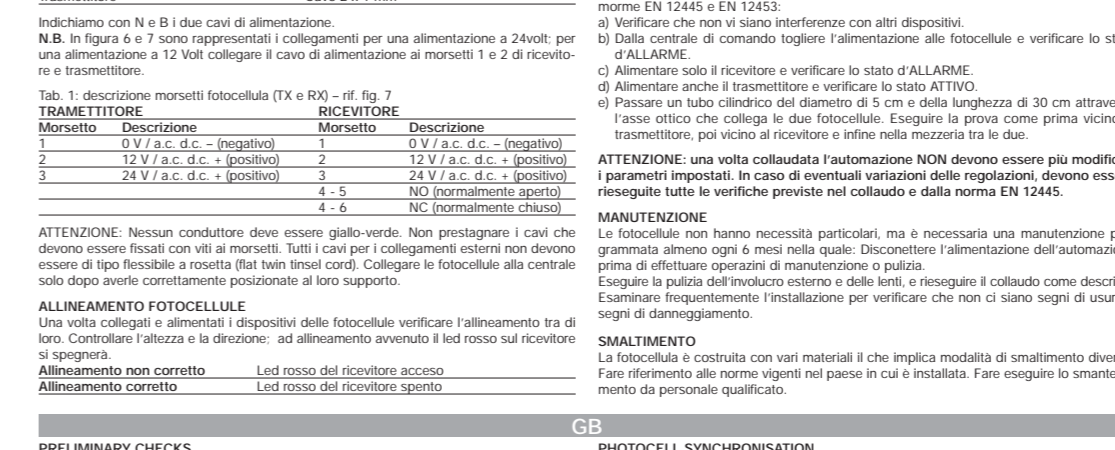 Indichiamo con N e B i due cavi di alimentazione.
N.B. In figura 6 e 7 sono rappresentati i collegamenti per una alimentazione a 24volt; per
una alimentazione a 12 Volt collegare il cavo di alimentazione ai morsetti 1 e 2 di ricevito-
re e trasmettitore.
Tab. 1: descrizione morsetti fotocellula (TX e RX) – rif. fig. 7
TRAMETTITORE RICEVITORE
Morsetto Descrizione Morsetto Descrizione
1 0 V / a.c. d.c. – (negativo) 1 0 V / a.c. d.c. – (negativo)
2 12 V / a.c. d.c. + (positivo) 2 12 V / a.c. d.c. + (positivo)
3 24 V / a.c. d.c. + (positivo) 3 24 V / a.c. d.c. + (positivo)
4 - 5 NO (normalmente aperto)
4 - 6 NC (normalmente chiuso)
ATTENZIONE: Nessun conduttore deve essere giallo-verde. Non prestagnare i cavi che
devono essere fissati con viti ai morsetti. Tutti i cavi per i collegamenti esterni non devono
essere di tipo flessibile a rosetta (flat twin tinsel cord). Collegare le fotocellule alla centrale
solo dopo averle correttamente posizionate al loro supporto.
ALLINEAMENTO FOTOCELLULE
Una volta collegati e alimentati i dispositivi delle fotocellule verificare l'allineamento tra di
loro. Controllare l'altezza e la direzione; ad allineamento avvenuto il led rosso sul ricevitore
si spegnerà.
Allineamento non corretto Led rosso del ricevitore acceso
Allineamento corretto Led rosso del ricevitore spento
morme EN 12445 e EN 12453:
a) Verificare che non vi siano interferenze con altri dispositivi.
b) Dalla centrale di comando togliere l'alimentazione alle fotocellule e verificare lo st
d'ALLARME.
c) Alimentare solo il ricevitore e verificare lo stato d'ALLARME.
d) Alimentare anche il trasmettitore e verificare lo stato ATTIVO.
e) Passare un tubo cilindrico del diametro di 5 cm e della lunghezza di 30 cm attrave
l'asse ottico che collega le due fotocellule. Eseguire la prova come prima vicino
trasmettitore, poi vicino al ricevitore e infine nella mezzeria tra le due.
ATTENZIONE: una volta collaudata l'automazione NON devono essere più modific
i parametri impostati. In caso di eventuali variazioni delle regolazioni, devono ess
rieseguite tutte le verifiche previste nel collaudo e dalla norma EN 12445.
MANUTENZIONE
Le fotocellule non hanno necessità particolari, ma è necessaria una manutenzione p
grammata almeno ogni 6 mesi nella quale: Disconettere l'alimentazione dell'automazio
prima di effettuare operazini di manutenzione o pulizia.
Eseguire la pulizia dell'involucro esterno e delle lenti, e rieseguire il collaudo come descri
Esaminare frequentemente l'installazione per verificare che non ci siano segni di usur
segni di danneggiamento.
SMALTIMENTO
La fotocellula è costruita con vari materiali il che implica modalità di smaltimento diver
Fare riferimento alle norme vigenti nel paese in cui è installata. Fare eseguire lo smante
mento da personale qualificato.
GB
PRELIMINARY CHECKS
PHOTOCELL SYNCHRONISATION